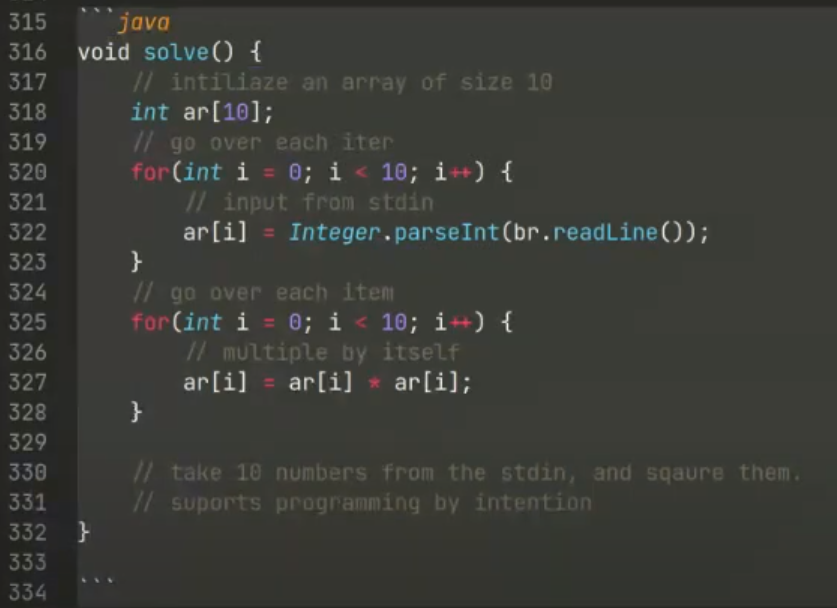 315 ```java
316 void solve() {
317     // intiliaze an array of size 10
318     int ar[10];
319     // go over each iter
320     for(int i = 0; i < 10; i++) {
321         // input from stdin
322         ar[i] = Integer.parseInt(br.readLine());
323     }
324     // go over each item
325     for(int i = 0; i < 10; i++) {
326         // multiple by itself
327         ar[i] = ar[i] * ar[i];
328     }
329
330     // take 10 numbers from the stdin, and sqaure them.
331     // suports programming by intention
332 }
333
334 ```